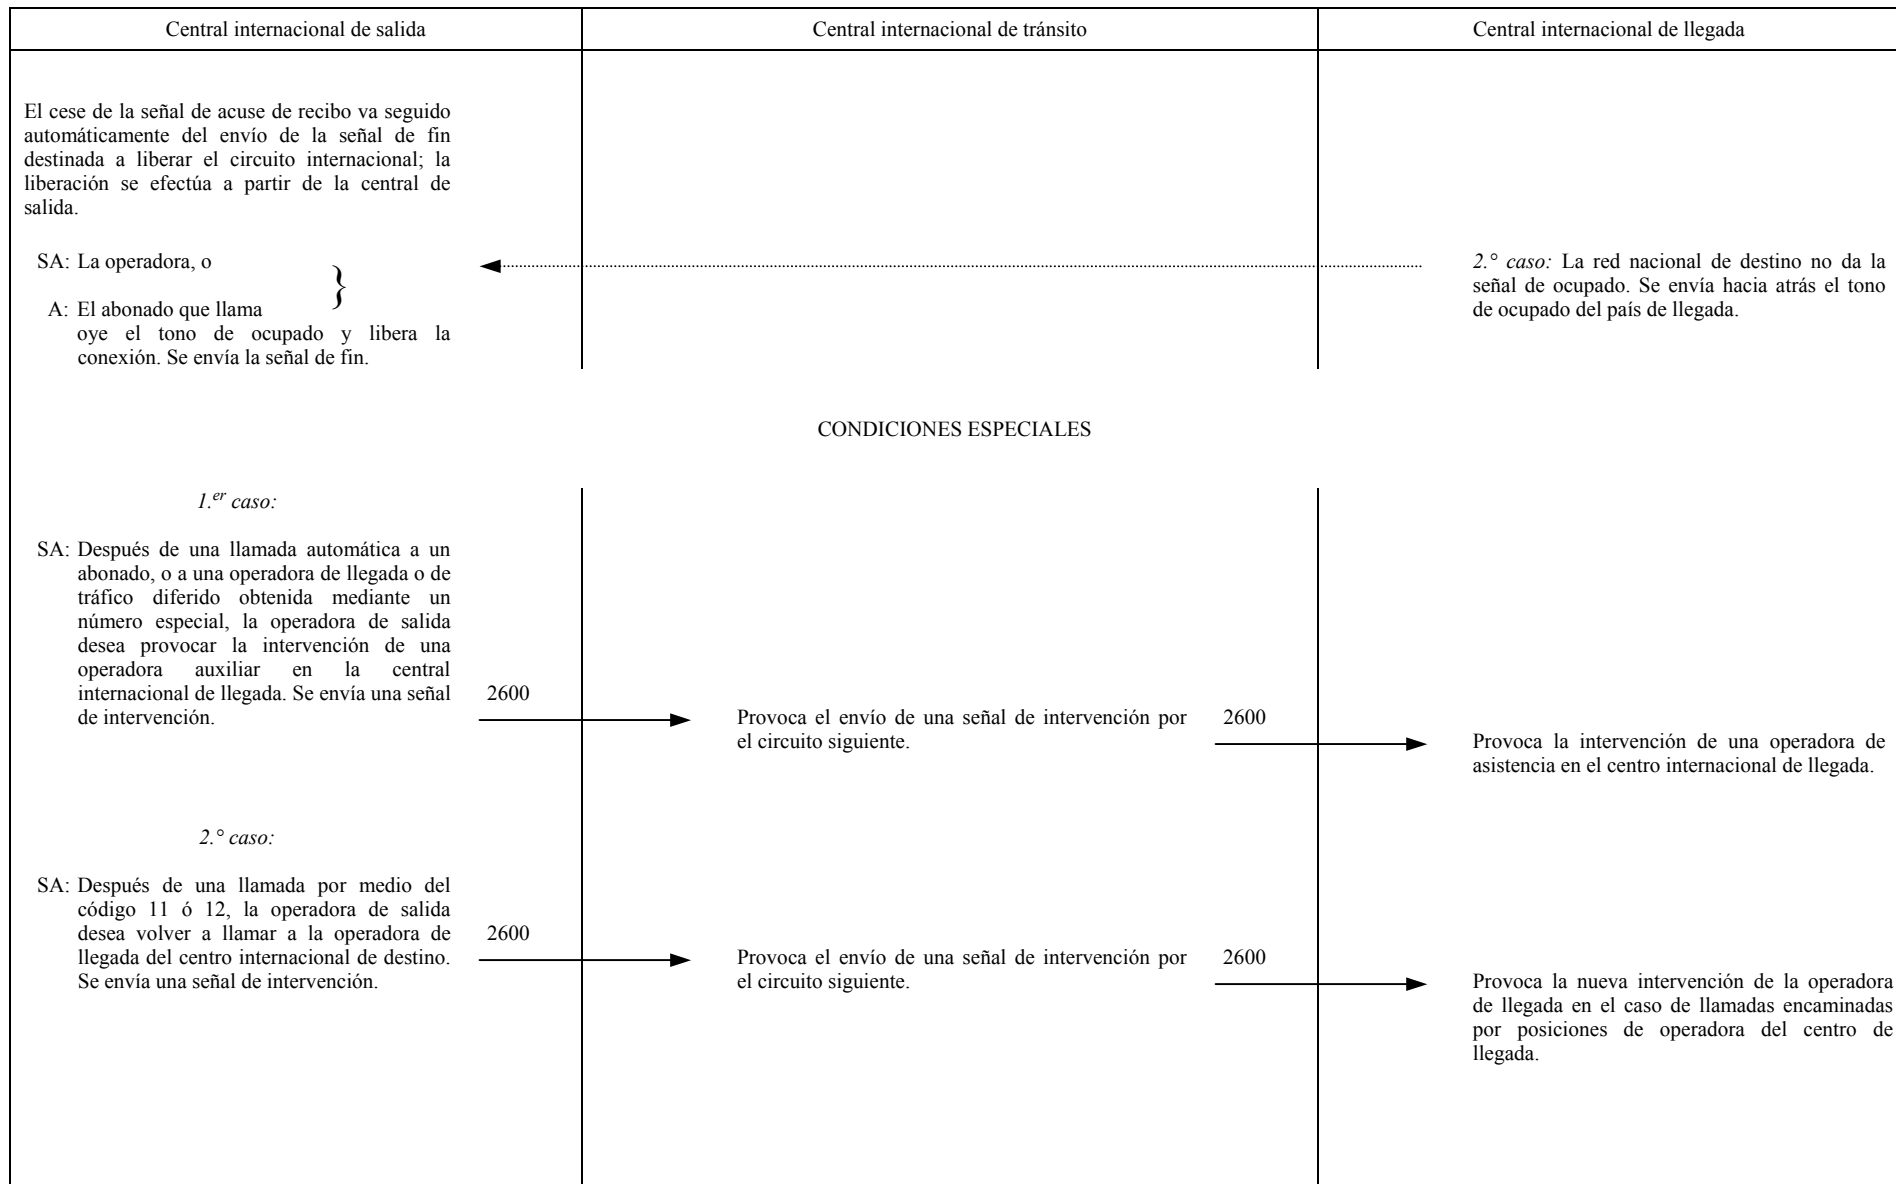 Central internacional de salida
Central internacional de tránsito
Central internacional de llegada
El cese de la señal de acuse de recibo va seguido
automáticamente del envío de la señal de fin
destinada a liberar el circuito internacional; la
liberación se efectúa a partir de la central de
salida.
SA: La operadora, o
A: El abonado que llama
}
oye el tono de ocupado y libera la
conexión. Se envía la señal de fin.
2.° caso: La red nacional de destino no da la
señal de ocupado. Se envía hacia atrás el tono
de ocupado del país de llegada.
CONDICIONES ESPECIALES
1.er caso:
SA: Después de una llamada automática a un
abonado, o a una operadora de llegada o de
tráfico diferido obtenida mediante un
número especial, la operadora de salida
desea provocar la intervención de una
operadora auxiliar en la central
internacional de llegada. Se envía una señal
de intervención.
2600
Provoca el envío de una señal de intervención por
el circuito siguiente.
2600
Provoca la intervención de una operadora de
asistencia en el centro internacional de llegada.
2.° caso:
SA: Después de una llamada por medio del
código 11 ó 12, la operadora de salida
desea volver a llamar a la operadora de
llegada del centro internacional de destino.
Se envía una señal de intervención.
2600
Provoca el envío de una señal de intervención por
el circuito siguiente.
2600
Provoca la nueva intervención de la operadora
de llegada en el caso de llamadas encaminadas
por posiciones de operadora del centro de
llegada.